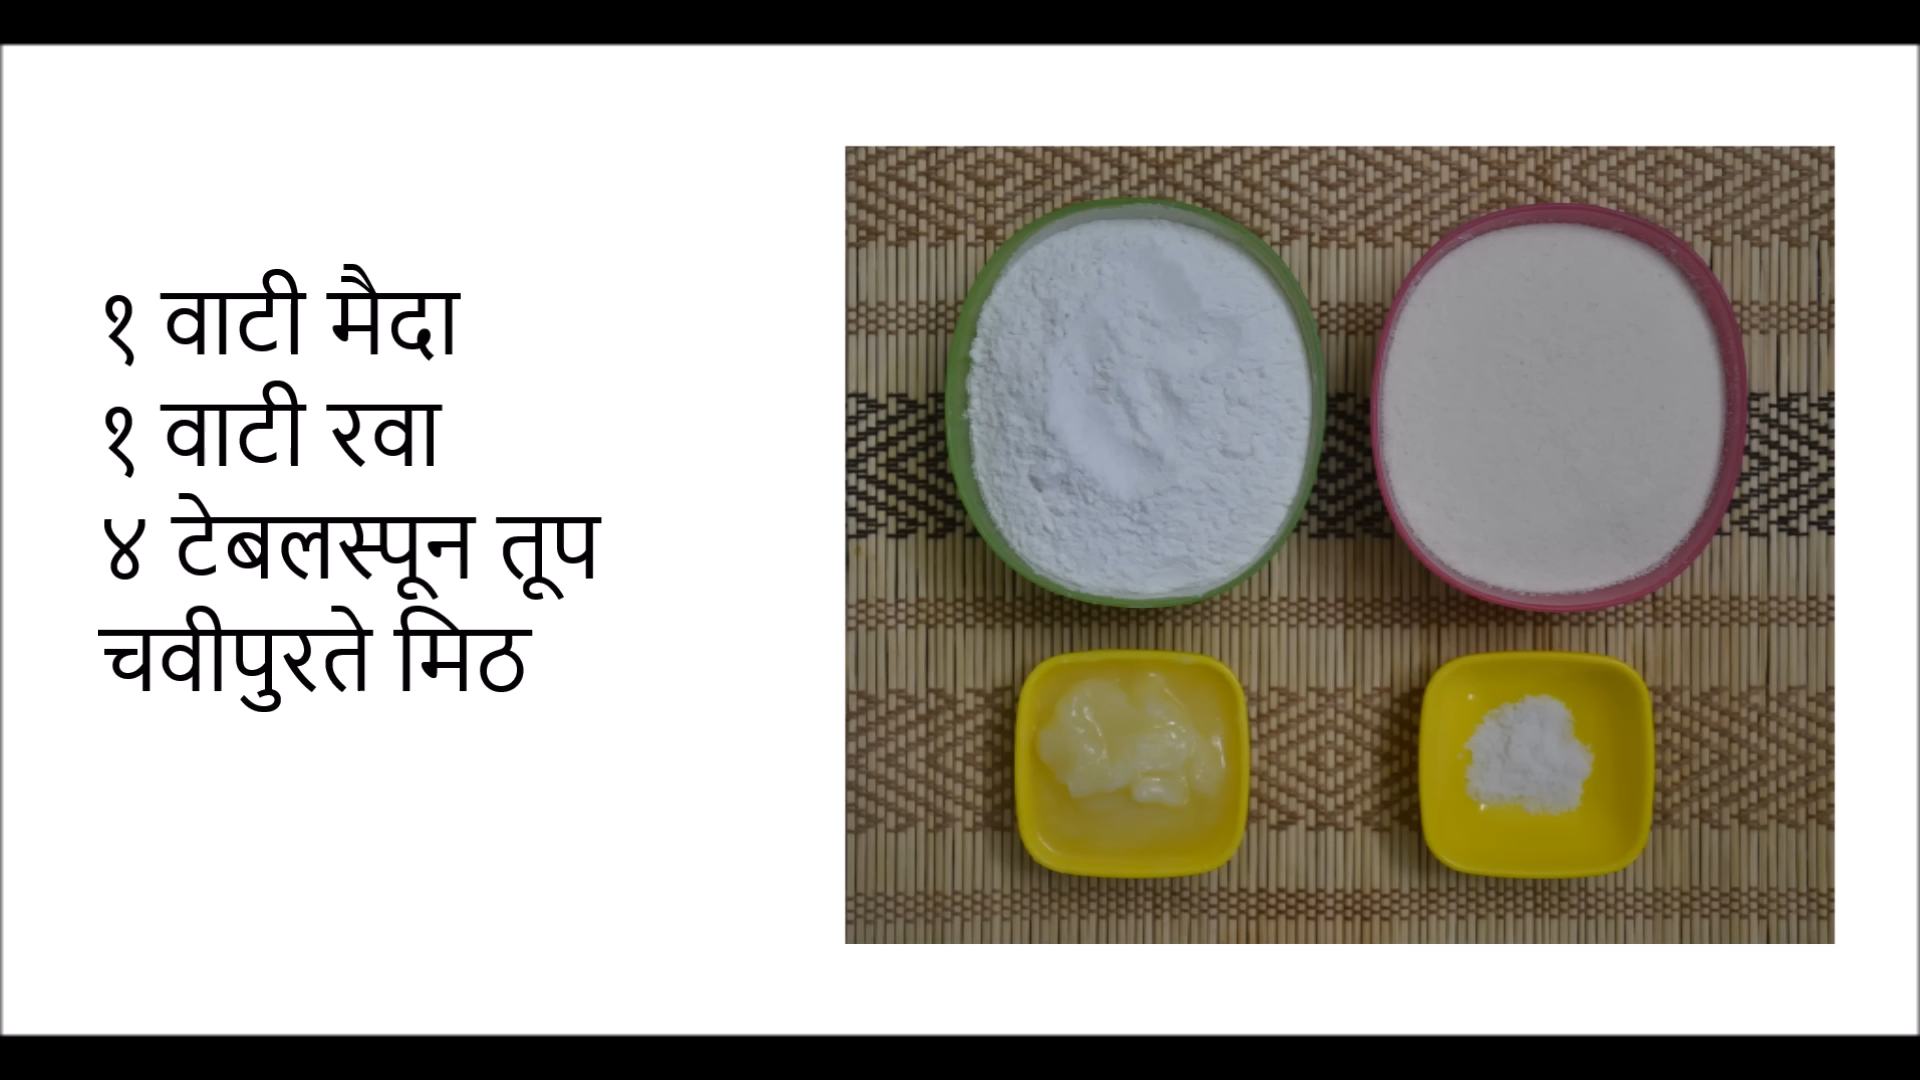 १ वाटी मैदा
१ वाटी रवा
४ टेबलस्पून तूप
चवीपुरते मिठ